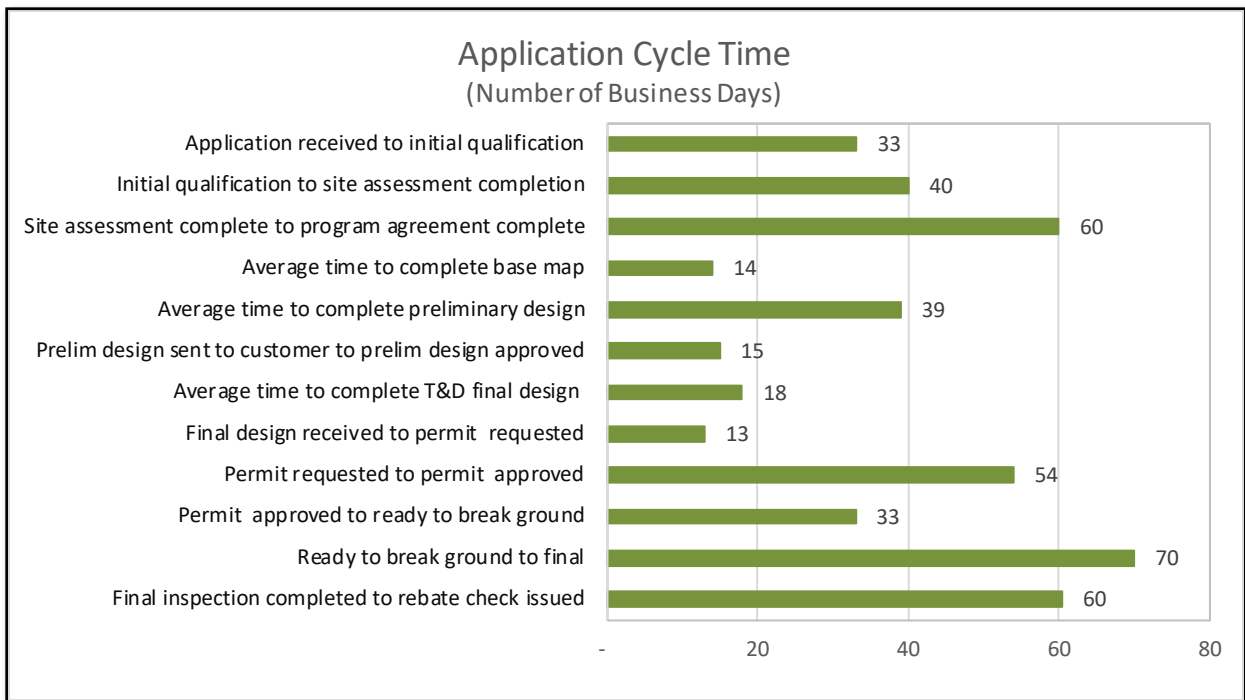 Application Cycle Time
(Number of Business Days)
Application received to initial qualification 33
Initial qualification to site assessment completion 40
Site assessment complete to program agreement complete 60
Average time to complete base map 14
Average time to complete preliminary design 39
Prelim design sent to customer to prelim design approved 15
Average time to complete T&D final design 18
Final design received to permit requested 13
Permit requested to permit approved 54
Permit approved to ready to break ground 33
Ready to break ground to final 70
Final inspection completed to rebate check issued 60
- 20 40 60 80